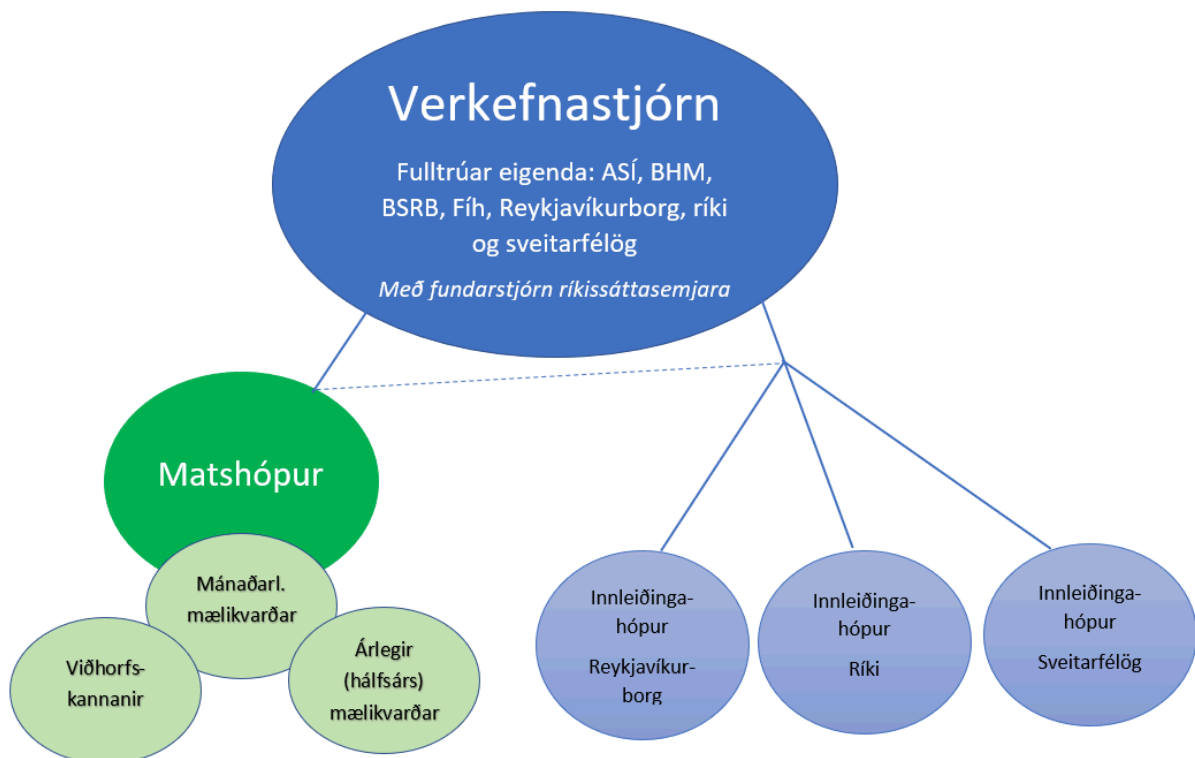 Verkefnastjórn
Fulltrúar eigenda: ASÍ, BHM,
BSRB, Fíh, Reykjavíkurborg, ríki
og sveitarfélög
Með fundarstjórn ríkissáttasemjara
Matshópur
Mánaðarl.
mælikvarðar
Viðhorfs-
kannanir
Árlegir
(hálfsárs)
mælikvarðar
Innleiðinga-
hópur
Reykjavíkur-
borg
Innleiðinga-
hópur
Ríki
Innleiðinga-
hópur
Sveitarfélög